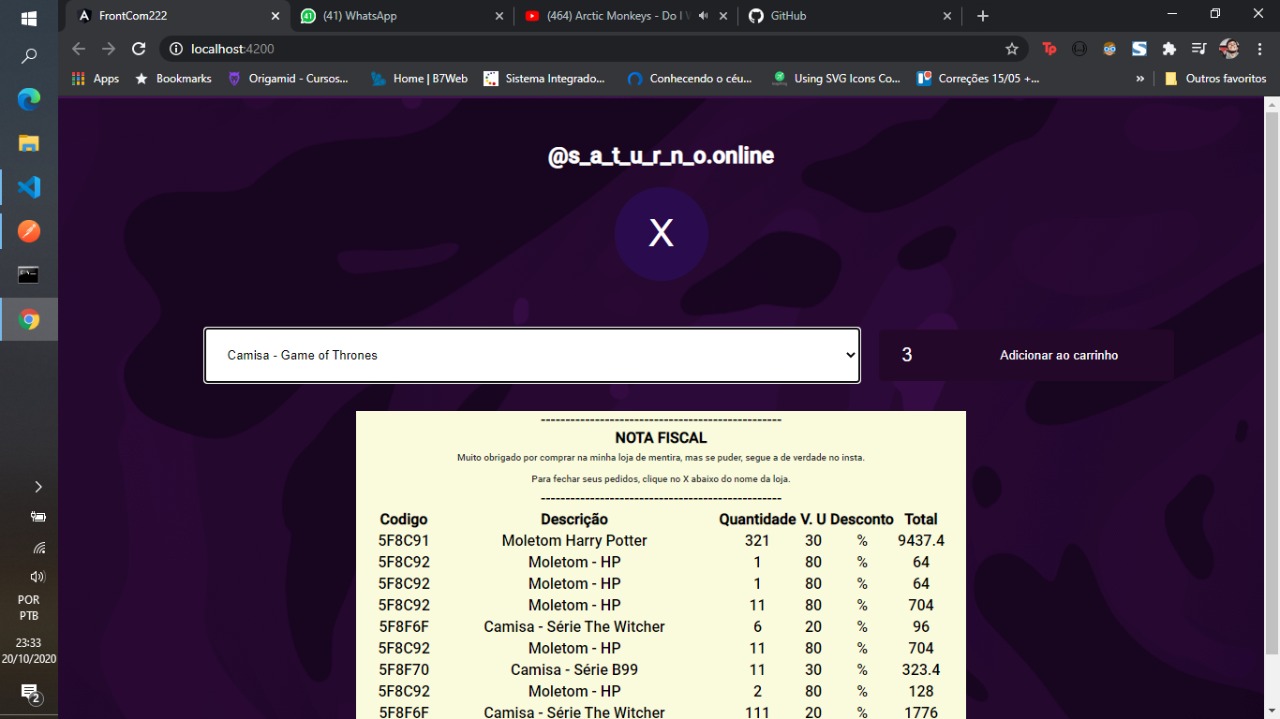 FrontCom222
(41) WhatsApp
(464) Arctic Monkeys - Do I
GitHub
localhost:4200
Apps
Bookmarks
Origamid - Cursos...
Home | B7Web
Sistema Integrado...
Conhecendo o céu...
Using SVG Icons Co...
Correções 15/05 +...
»
Outros favoritos
@s_a_t_u_r_n_o.online
X
Camisa - Game of Thrones
3 Adicionar ao carrinho
--------------------------------------------------
NOTA FISCAL
Muito obrigado por comprar na minha loja de mentira, mas se puder, segue a de verdade no insta.
Para fechar seus pedidos, clique no X abaixo do nome da loja.
--------------------------------------------------
Codigo Descrição Quantidade V. U Desconto Total
5F8C91 Moletom Harry Potter 321 30 % 9437.4
5F8C92 Moletom - HP 1 80 % 64
5F8C92 Moletom - HP 1 80 % 64
5F8C92 Moletom - HP 11 80 % 704
5F8F6F Camisa - Série The Witcher 6 20 % 96
5F8C92 Moletom - HP 11 80 % 704
5F8F70 Camisa - Série B99 11 30 % 323.4
5F8C92 Moletom - HP 2 80 % 128
5F8F6F Camisa - Série The Witcher 111 20 % 1776
POR
PTB
23:33
20/10/2020
2